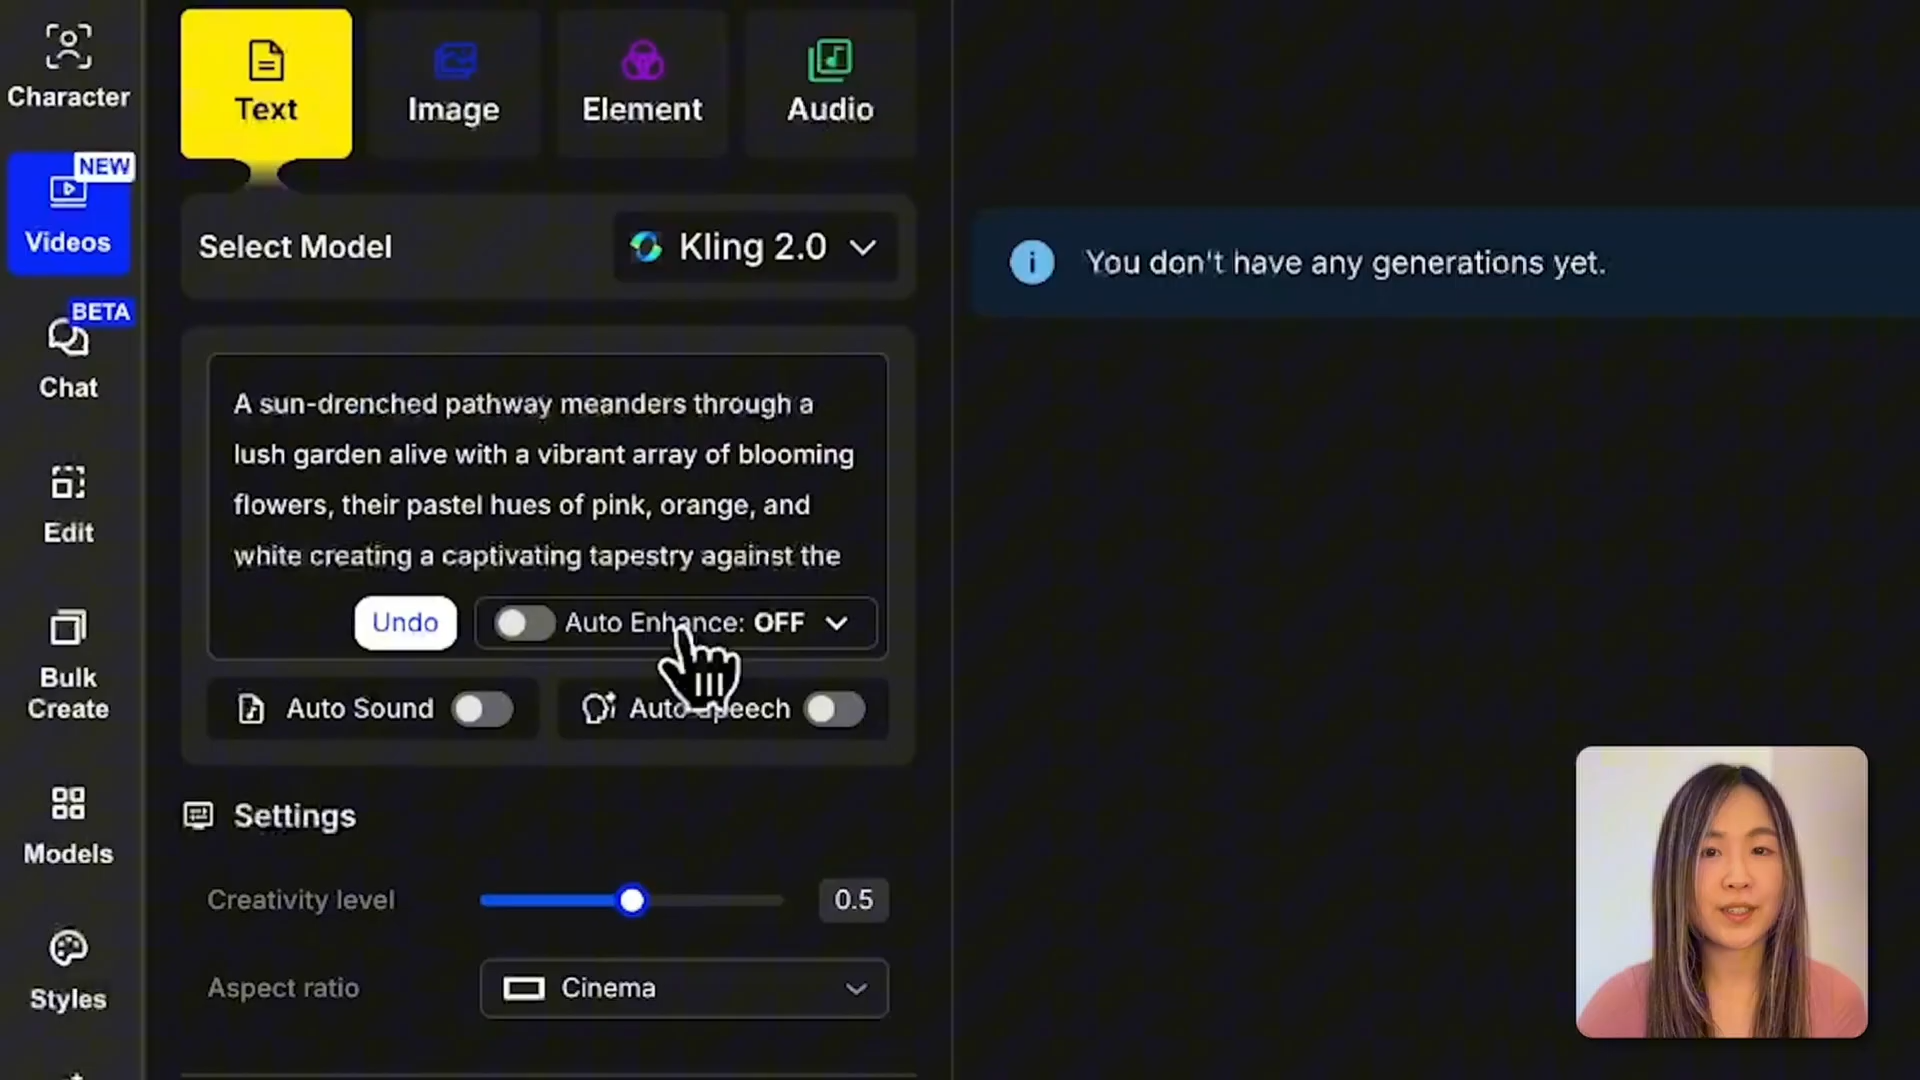 Character
NEW
Videos
BETA
Chat
Edit
Bulk
Create
Models
Styles
Text
Image
Element
Audio
Select Model
Kling 2.0
A sun-drenched pathway meanders through a
lush garden alive with a vibrant array of blooming
flowers, their pastel hues of pink, orange, and
white creating a captivating tapestry against the
Undo
Auto Enhance: OFF
Auto Sound
Auto Speech
Settings
Creativity level
0.5
Aspect ratio
Cinema
You don't have any generations yet.